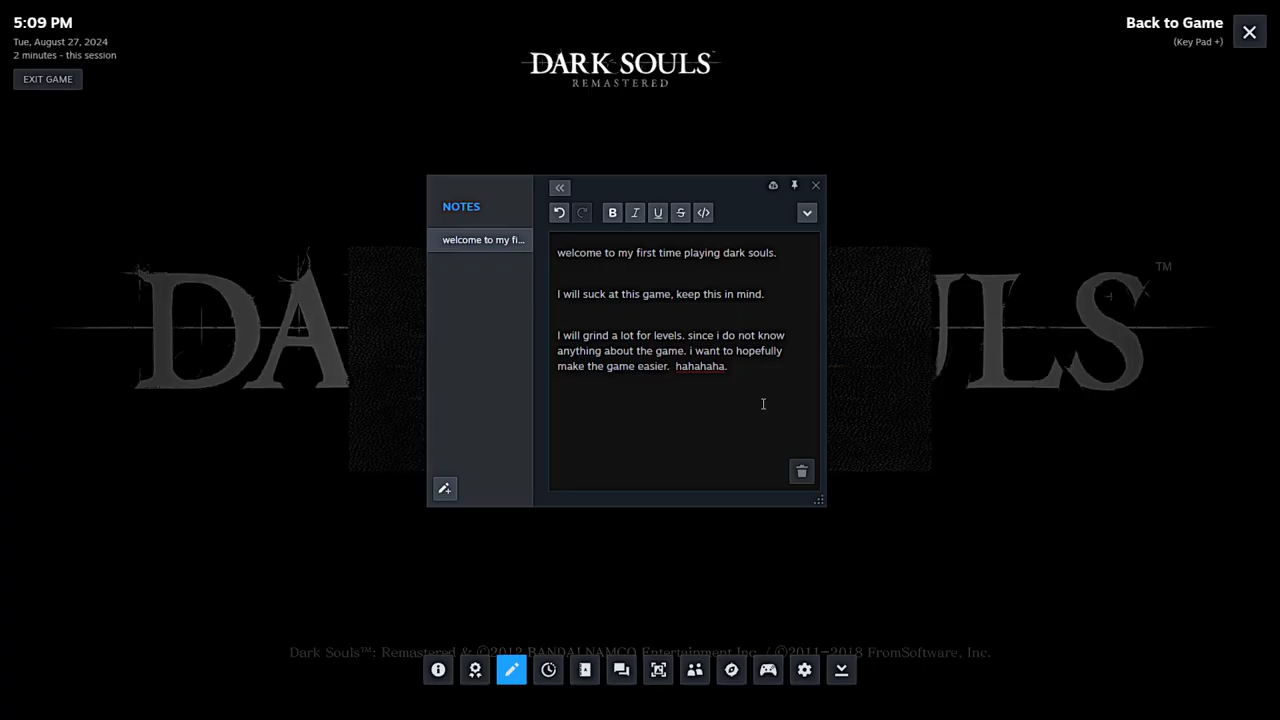 5:09 PM
Tue, August 27, 2024
2 minutes - this session
EXIT GAME
Back to Game
(Key Pad +)
DARK SOULS™
REMASTERED
NOTES
welcome to my fi...
B I U S </>
welcome to my first time playing dark souls.
I will suck at this game, keep this in mind.
I will grind a lot for levels, since i do not know
anything about the game. i want to hopefully
make the game easier.  hahahaha.
DA ULS™
Dark Souls™: Remastered & ©2012 BANDAI NAMCO Entertainment Inc. / ©2011-2018 FromSoftware, Inc.